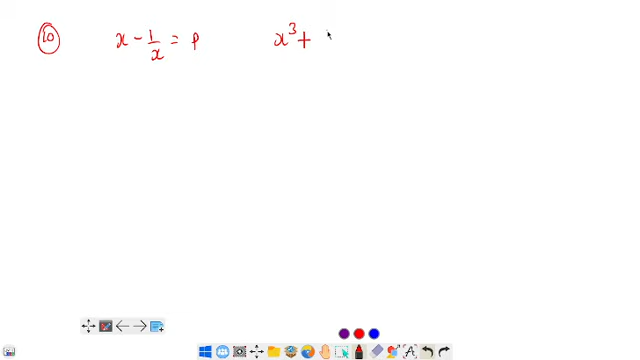 10 x - 1/x = p x³ +